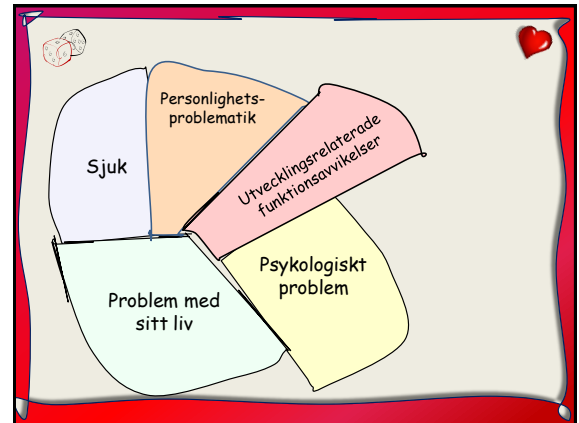 Personlighets-
problematik
Sjuk
Utvecklingsrelaterade
funktionsavvikelser
Psykologiskt
problem
Problem med
sitt liv